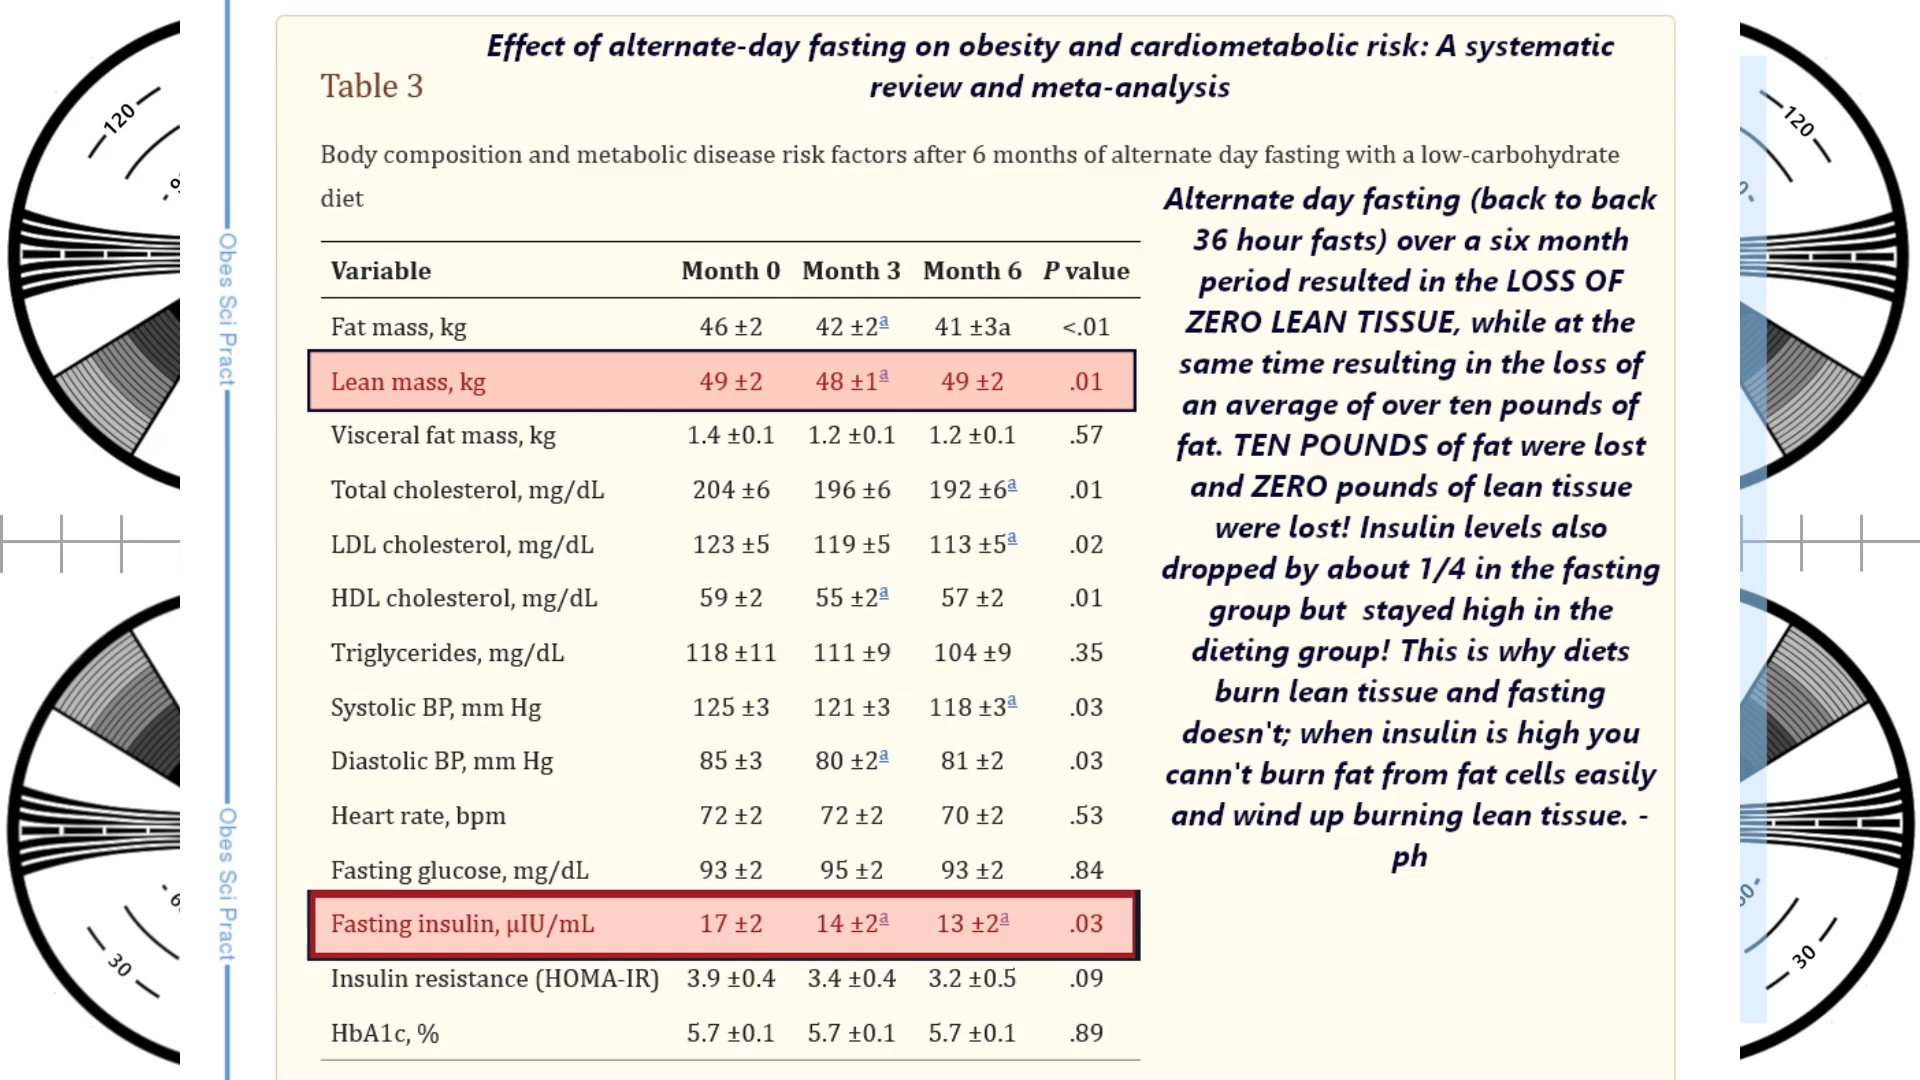 Effect of alternate-day fasting on obesity and cardiometabolic risk: A systematic
review and meta-analysis
Table 3
Body composition and metabolic disease risk factors after 6 months of alternate day fasting with a low-carbohydrate
diet
Variable Month 0 Month 3 Month 6 P value
Fat mass, kg 46 ±2 42 ±2a 41 ±3a <.01
Lean mass, kg 49 ±2 48 ±1a 49 ±2 .01
Visceral fat mass, kg 1.4 ±0.1 1.2 ±0.1 1.2 ±0.1 .57
Total cholesterol, mg/dL 204 ±6 196 ±6 192 ±6a .01
LDL cholesterol, mg/dL 123 ±5 119 ±5 113 ±5a .02
HDL cholesterol, mg/dL 59 ±2 55 ±2a 57 ±2 .01
Triglycerides, mg/dL 118 ±11 111 ±9 104 ±9 .35
Systolic BP, mm Hg 125 ±3 121 ±3 118 ±3a .03
Diastolic BP, mm Hg 85 ±3 80 ±2a 81 ±2 .03
Heart rate, bpm 72 ±2 72 ±2 70 ±2 .53
Fasting glucose, mg/dL 93 ±2 95 ±2 93 ±2 .84
Fasting insulin, μIU/mL 17 ±2 14 ±2a 13 ±2a .03
Insulin resistance (HOMA-IR) 3.9 ±0.4 3.4 ±0.4 3.2 ±0.5 .09
HbA1c, % 5.7 ±0.1 5.7 ±0.1 5.7 ±0.1 .89
Alternate day fasting (back to back
36 hour fasts) over a six month
period resulted in the LOSS OF
ZERO LEAN TISSUE, while at the
same time resulting in the loss of
an average of over ten pounds of
fat. TEN POUNDS of fat were lost
and ZERO pounds of lean tissue
were lost! Insulin levels also
dropped by about 1/4 in the fasting
group but stayed high in the
dieting group! This is why diets
burn lean tissue and fasting
doesn't; when insulin is high you
cann't burn fat from fat cells easily
and wind up burning lean tissue. -
ph
Obes Sci Pract
Obes Sci Pract
120
120
30
30